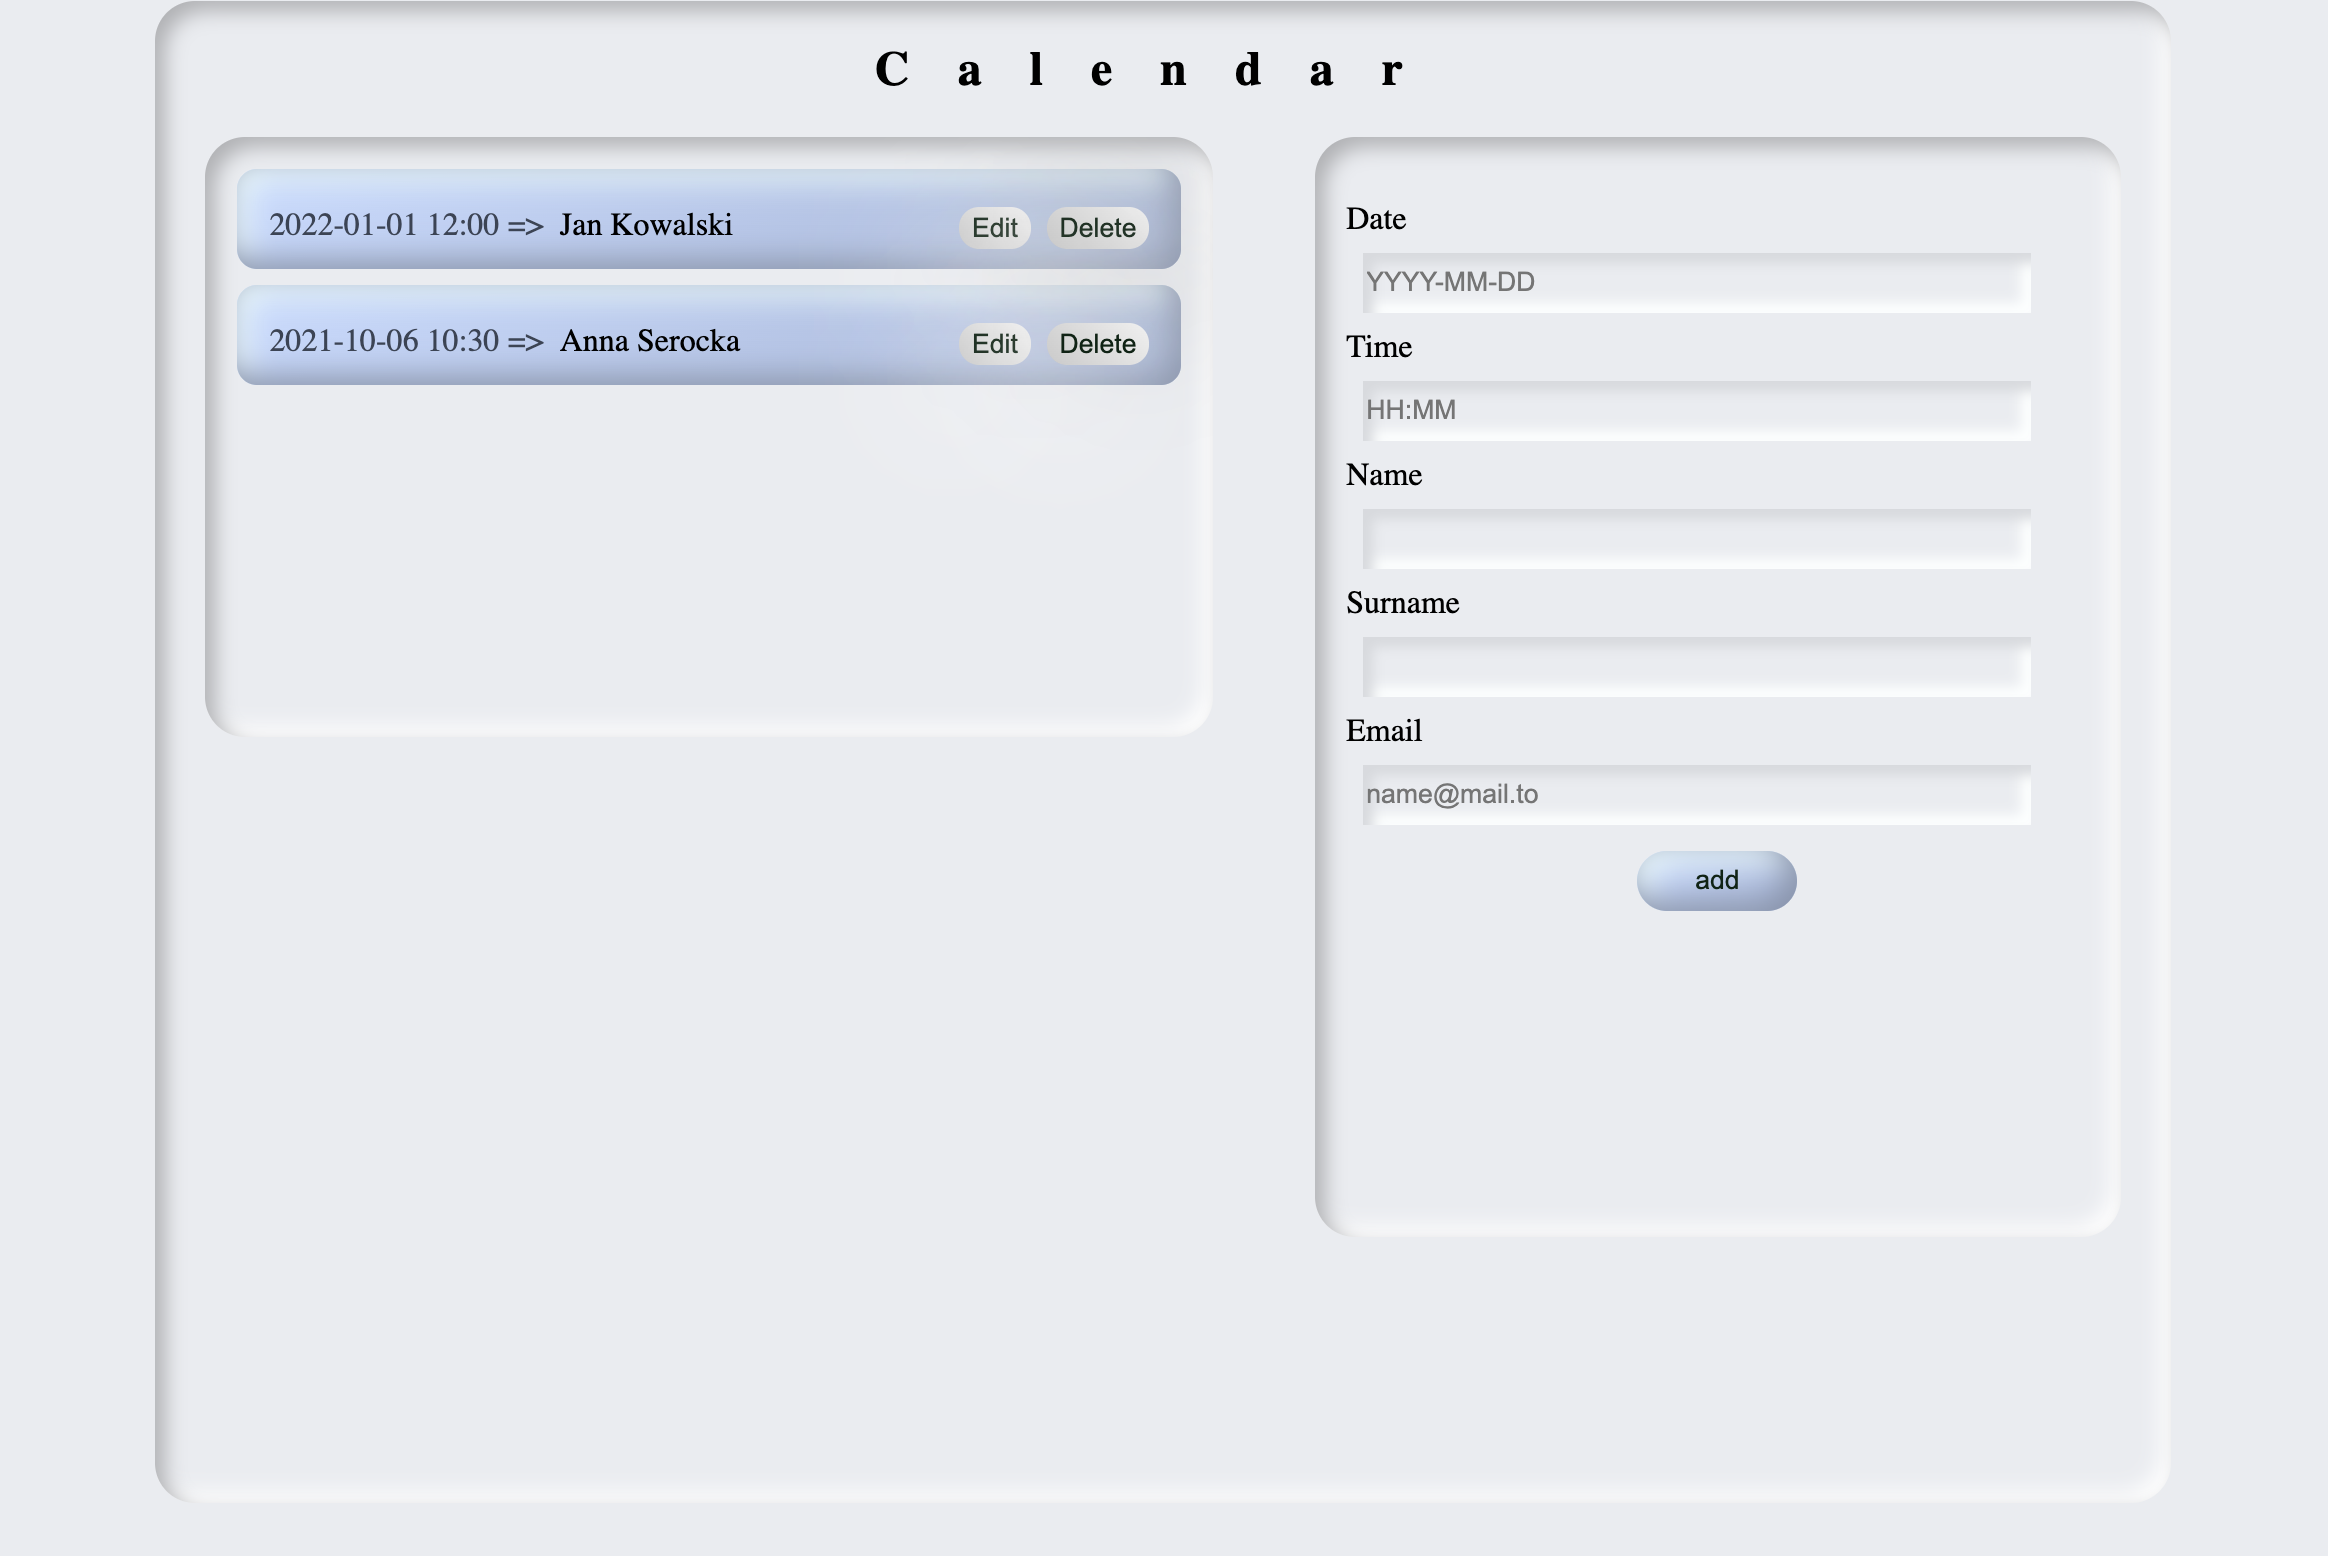 Calendar
2022-01-01 12:00 => Jan Kowalski Edit Delete
2021-10-06 10:30 => Anna Serocka Edit Delete
Date
YYYY-MM-DD
Time
HH:MM
Name
Surname
Email
name@mail.to
add